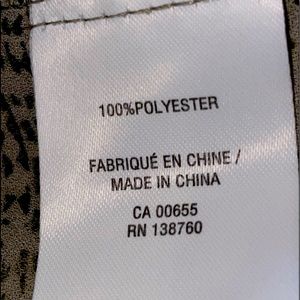 100%POLYESTER
FABRIQUÉ EN CHINE /
MADE IN CHINA
CA 00655
RN 138760